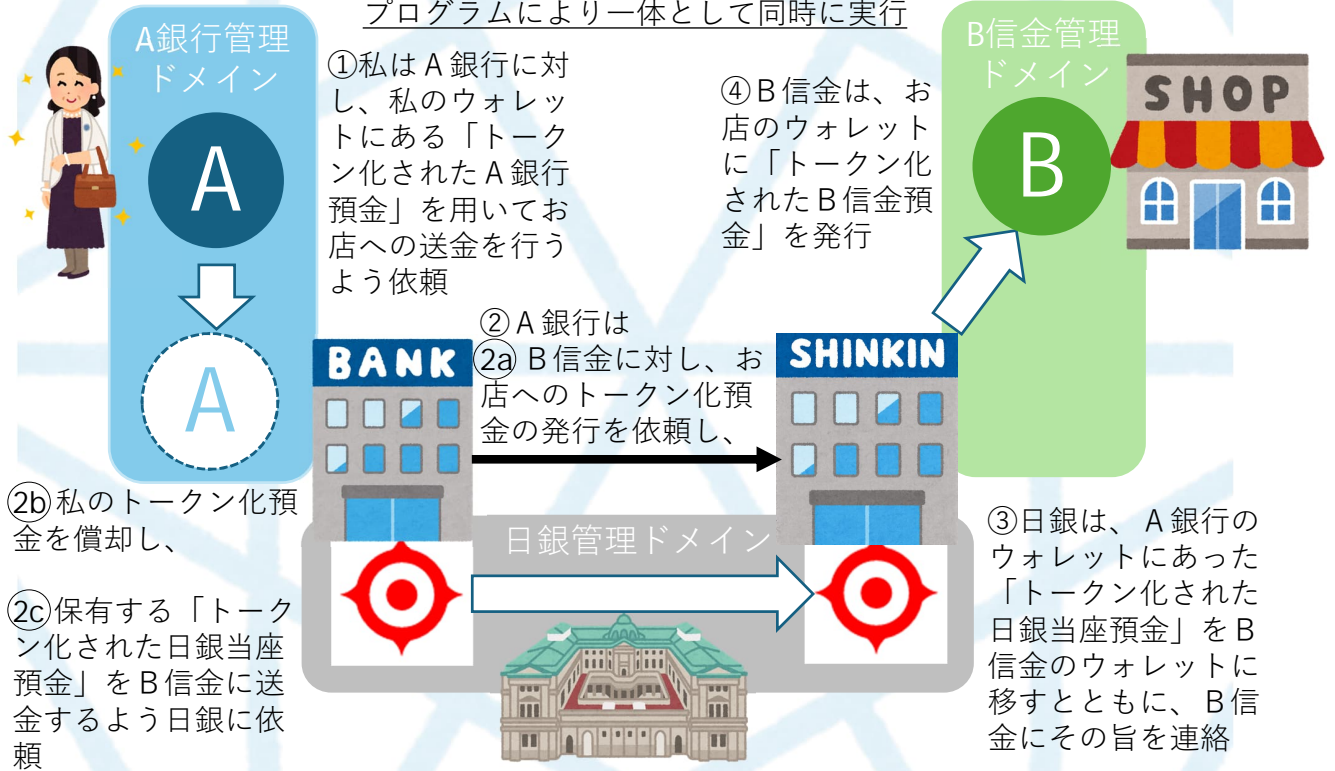 プログラムにより一体として同時に実行
A銀行管理
ドメイン
A
A
①私はA銀行に対
し、私のウォレッ
トにある「トーク
ン化されたA銀行
預金」を用いてお
店への送金を行う
よう依頼
②A銀行は
2a B信金に対し、お
店へのトークン化預
金の発行を依頼し、
BANK
2b 私のトークン化預
金を償却し、
2c 保有する「トーク
ン化された日銀当座
預金」をB信金に送
金するよう日銀に依
頼
日銀管理ドメイン
SHINKIN
③日銀は、A銀行の
ウォレットにあった
「トークン化された
日銀当座預金」をB
信金のウォレットに
移すとともに、B信
金にその旨を連絡
④B信金は、お
店のウォレット
に「トークン化
されたB信金預
金」を発行
B信金管理
ドメイン
B
SHOP